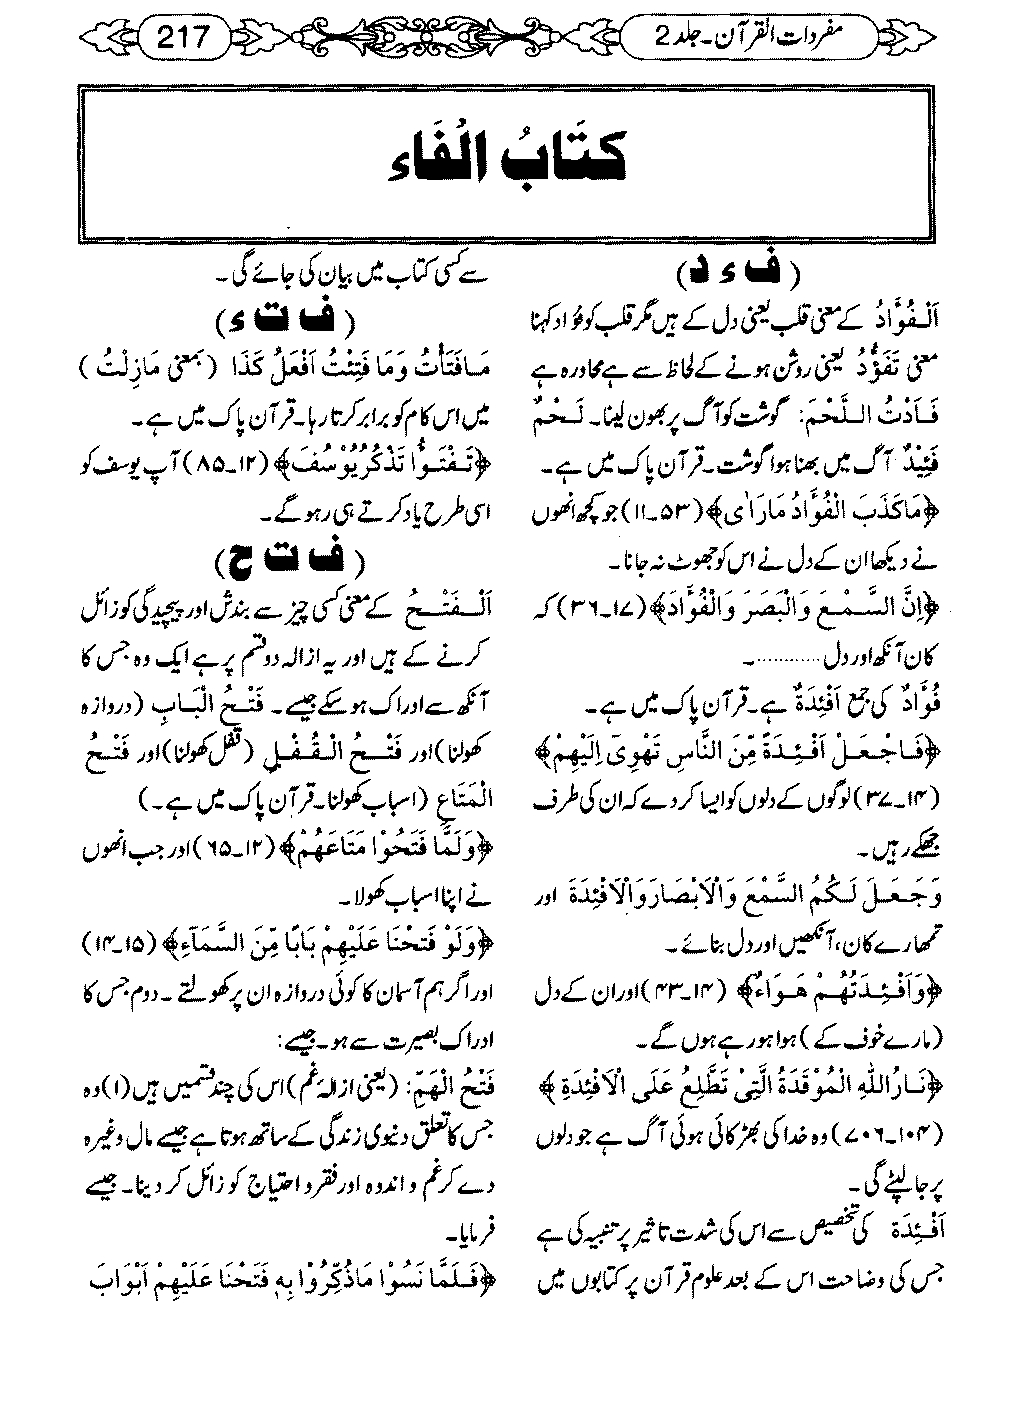 مفردات القرآن۔جلد 2
217
كتَابُ الْفَاء
(ف ء د)
اَلْفُؤَادُ کے معنی قلب یعنی دل کے ہیں مگر قلب کو فواد کہنا
معنی تَفَؤُّدُ یعنی روشن ہونے کے لحاظ سے ہے محاورہ ہے
فَأَدْتُ اللَّحْمَ: گوشت کو آگ پر بھون لینا۔ لَحْمٌ
فَئِيْدٌ آگ میں بھنا ہوا گوشت۔ قرآن پاک میں ہے۔
﴿مَا كَذَبَ الْفُؤَادُ مَا رَاٰى﴾(۵۳۔۱۱) جو کچھ انھوں
نے دیکھا ان کے دل نے اس کو جھوٹ نہ جانا۔
﴿اِنَّ السَّمْعَ وَالْبَصَرَ وَالْفُؤَادَ﴾(۱۷۔۳۶) کہ
کان آنکھ اور دل ............۔
فُؤَادٌ کی جمع اَفْئِدَةٌ ہے۔ قرآن پاک میں ہے۔
﴿فَاجْعَلْ اَفْئِدَةً مِّنَ النَّاسِ تَهْوِيْٓ اِلَيْهِمْ﴾
(۱۴۔۳۷) لوگوں کے دلوں کو ایسا کردے کہ ان کی طرف
جھکے رہیں۔
وَجَعَلَ لَكُمُ السَّمْعَ وَالْاَبْصَارَ وَالْاَفْئِدَةَ اور
تمھارے کان، آنکھیں اور دل بنائے۔
﴿وَاَفْئِدَتُهُمْ هَوَاءٌ﴾ (۱۴۔۴۳) اور ان کے دل
(مارے خوف کے) ہوا ہو رہے ہوں گے۔
﴿نَارُ اللّٰهِ الْمُوْقَدَةُ الَّتِيْ تَطَّلِعُ عَلَى الْاَفْئِدَةِ﴾
(۱۰۴۔۷،۶) وہ خدا کی بھڑکائی ہوئی آگ ہے جو دلوں
پر جا لپٹے گی۔
اَفْئِدَة کی تخصیص سے اس کی شدت تاثیر پر تنبیہ کی ہے
جس کی وضاحت اس کے بعد علوم قرآن پر کتابوں میں
سے کسی کتاب میں بیان کی جائے گی۔
(ف ت ء)
مَا فَتَأْتُ وَمَا فَتِئْتُ اَفْعَلُ كَذَا (بمعنی مَا زِلْتُ)
میں اس کام کو برابر کرتا رہا۔ قرآن پاک میں ہے۔
﴿تَفْتَؤُا تَذْكُرُ يُوْسُفَ﴾(۱۲۔۸۵) آپ یوسف کو
اسی طرح یاد کرتے ہی رہو گے۔
(ف ت ح)
اَلْفَتْحُ کے معنی کسی چیز سے بندش اور پیچیدگی کو زائل
کرنے کے ہیں اور یہ ازالہ دو قسم پر ہے ایک وہ جس کا
آنکھ سے ادراک ہو سکے جیسے۔ فَتْحُ الْبَابِ (دروازہ
کھولنا) اور فَتْحُ الْقُفْلِ (قفل کھولنا) اور فَتْحُ
الْمَتَاعِ (اسباب کھولنا۔ قرآن پاک میں ہے۔)
﴿وَلَمَّا فَتَحُوْا مَتَاعَهُمْ﴾(۱۲۔۶۵) اور جب انھوں
نے اپنا اسباب کھولا۔
﴿وَلَوْ فَتَحْنَا عَلَيْهِمْ بَابًا مِّنَ السَّمَآءِ﴾ (۱۵۔۱۴)
اور اگر ہم آسمان کا کوئی دروازہ ان پر کھولتے۔ دوم جس کا
ادراک بصیرت سے ہو۔ جیسے:
فَتْحُ الْهَمِّ: (یعنی ازالہ غم) اس کی چند قسمیں ہیں (۱) وہ
جس کا تعلق دنیوی زندگی کے ساتھ ہوتا ہے جیسے مال وغیرہ
دے کر غم و اندوہ اور فقر و احتیاج کو زائل کر دینا۔ جیسے
فرمایا۔
﴿فَلَمَّا نَسُوْا مَا ذُكِّرُوْا بِهٖ فَتَحْنَا عَلَيْهِمْ اَبْوَابَ